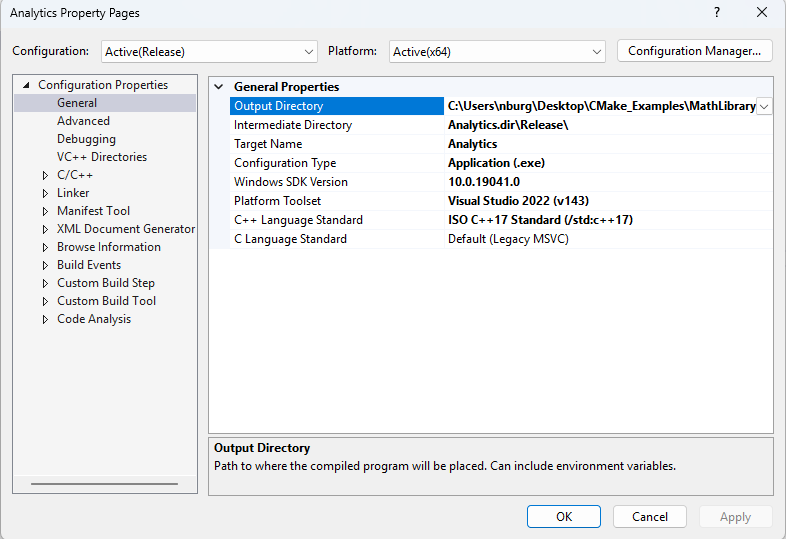 Analytics Property Pages
?
Configuration: Active(Release) Platform: Active(x64) Configuration Manager...
Configuration Properties
General
Advanced
Debugging
VC++ Directories
C/C++
Linker
Manifest Tool
XML Document Generator
Browse Information
Build Events
Custom Build Step
Custom Build Tool
Code Analysis
General Properties
Output Directory C:\Users\nburg\Desktop\CMake_Examples\MathLibrary
Intermediate Directory Analytics.dir\Release\
Target Name Analytics
Configuration Type Application (.exe)
Windows SDK Version 10.0.19041.0
Platform Toolset Visual Studio 2022 (v143)
C++ Language Standard ISO C++17 Standard (/std:c++17)
C Language Standard Default (Legacy MSVC)
Output Directory
Path to where the compiled program will be placed. Can include environment variables.
OK Cancel Apply